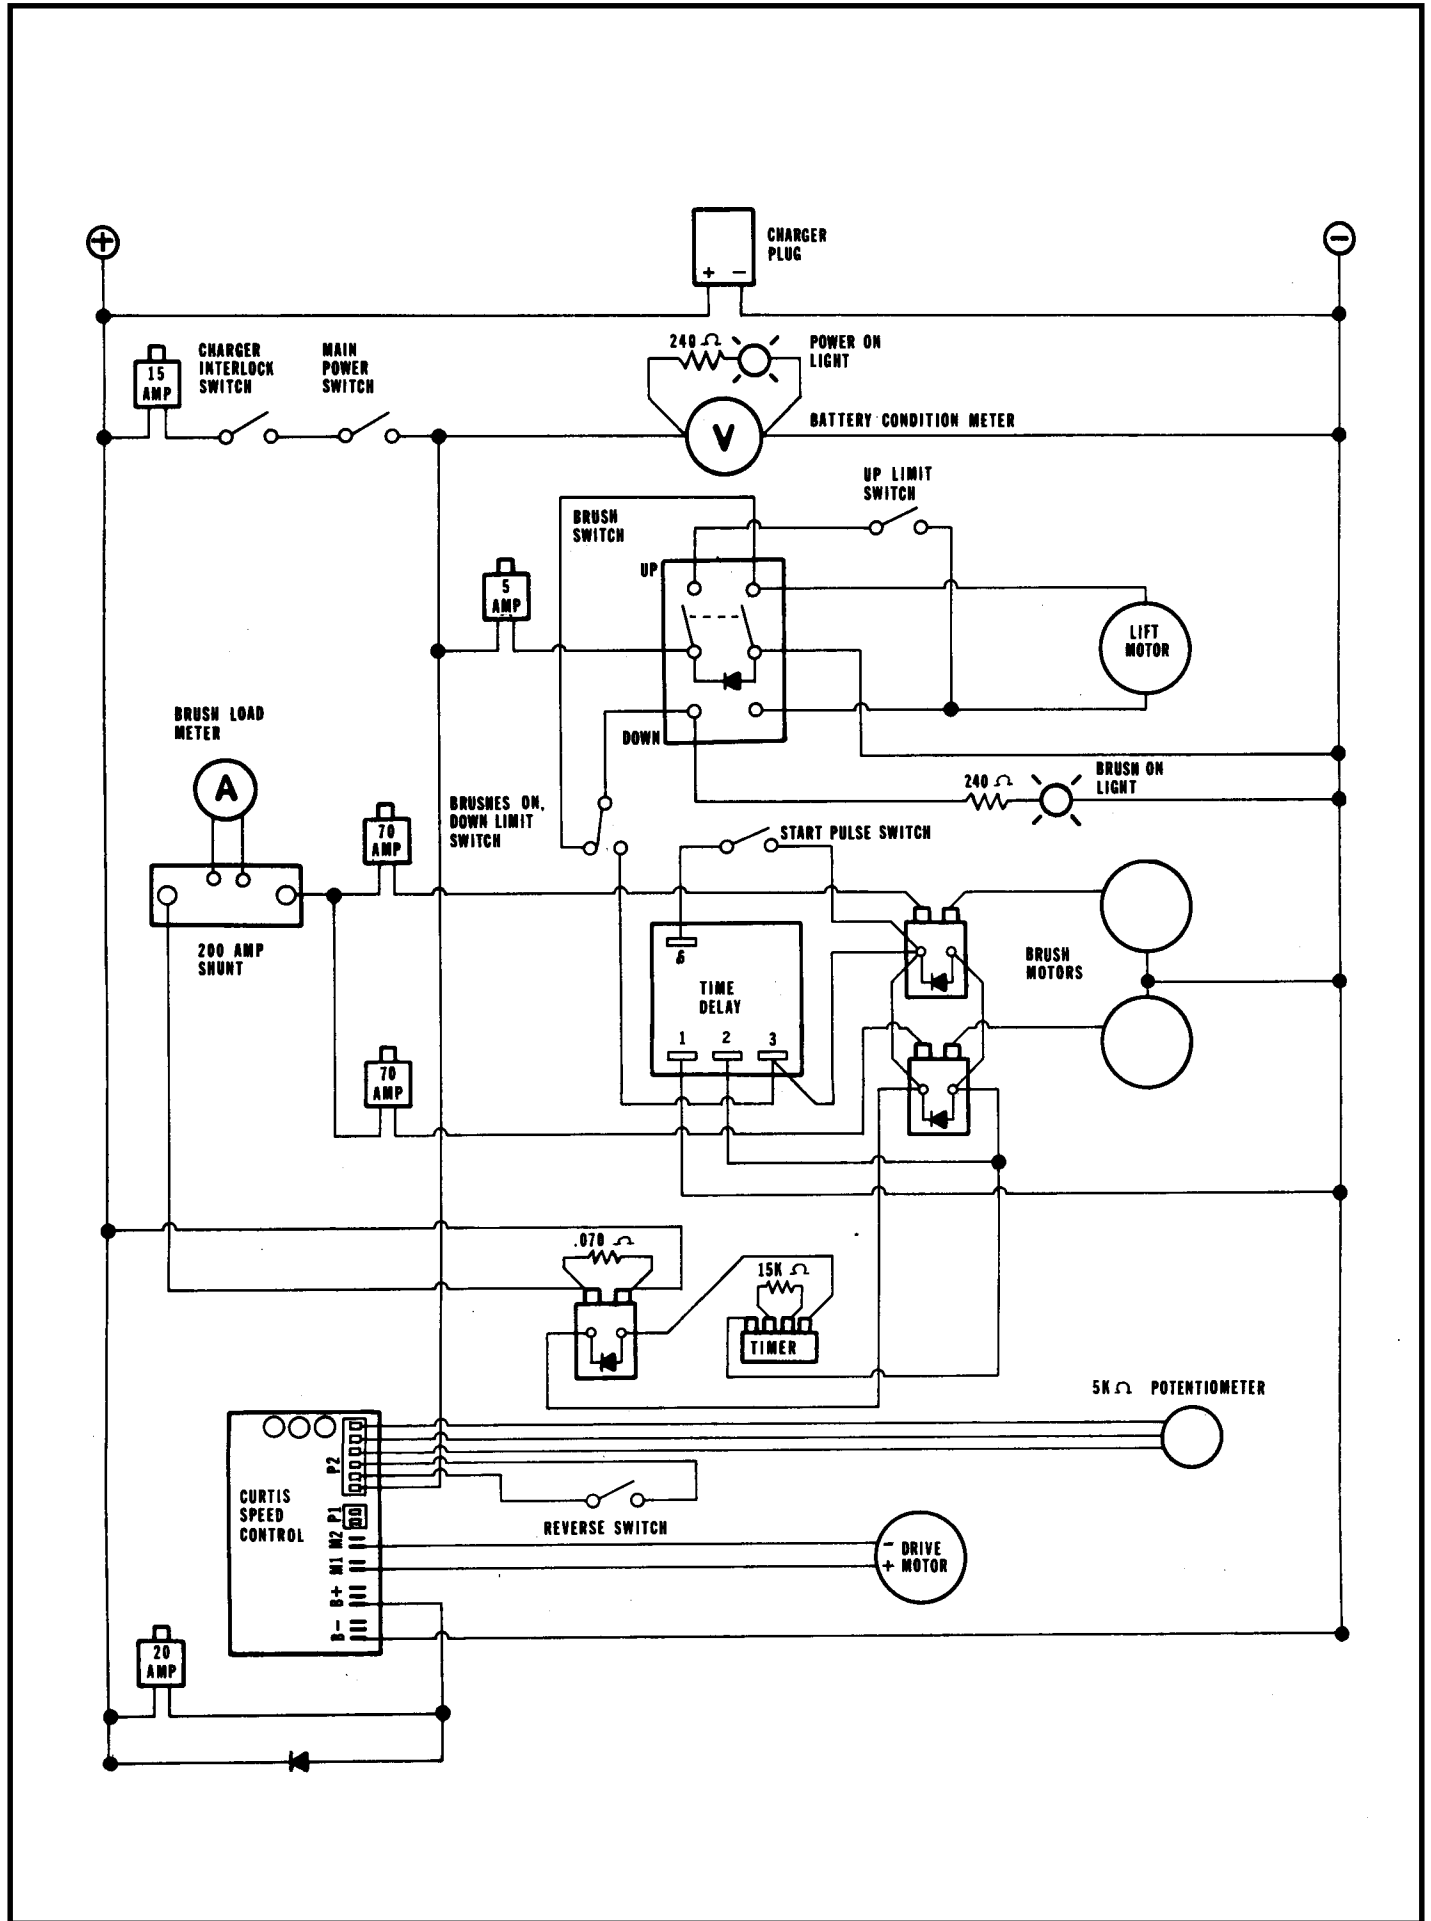 +
−
CHARGER
PLUG
+ −
240 Ω
POWER ON
LIGHT
15
AMP
CHARGER
INTERLOCK
SWITCH
MAIN
POWER
SWITCH
V
BATTERY CONDITION METER
UP LIMIT
SWITCH
BRUSH
SWITCH
UP
5
AMP
LIFT
MOTOR
DOWN
BRUSH LOAD
METER
A
240 Ω
BRUSH ON
LIGHT
BRUSHES ON,
DOWN LIMIT
SWITCH
70
AMP
START PULSE SWITCH
200 AMP
SHUNT
6
TIME
DELAY
1 2 3
BRUSH
MOTORS
70
AMP
.070 Ω
15K Ω
TIMER
5K Ω POTENTIOMETER
P2
CURTIS
SPEED
CONTROL
P1
M2
M1
B+
B−
REVERSE SWITCH
− DRIVE
+ MOTOR
20
AMP